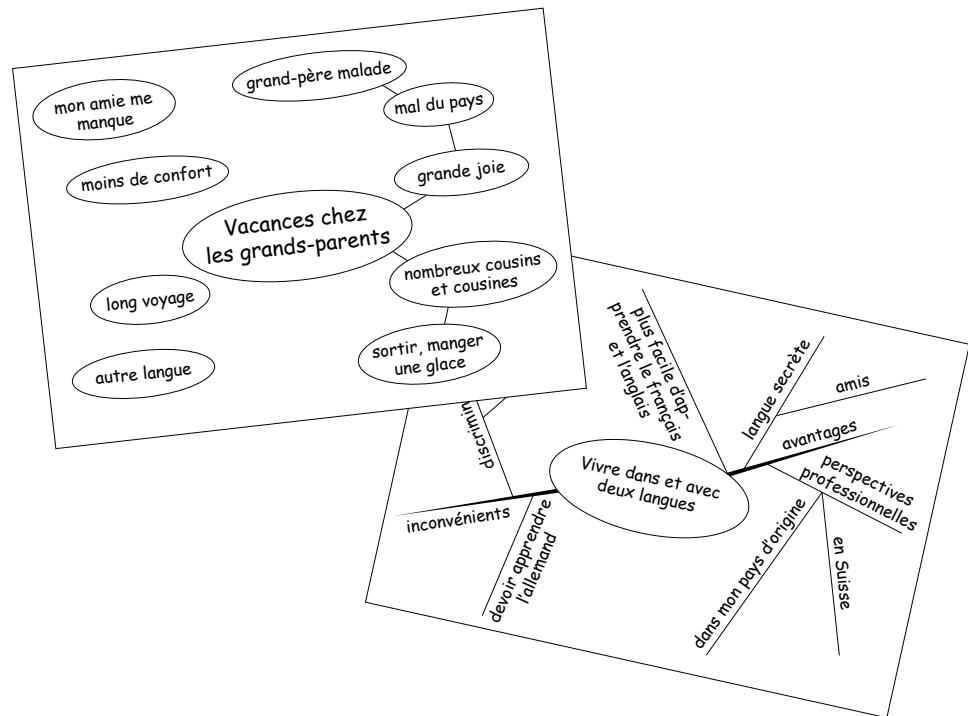 grand-père malade
mon amie me
manque
mal du pays
moins de confort
grande joie
Vacances chez
les grands-parents
nombreux cousins
et cousines
long voyage
sortir, manger
une glace
autre langue
plus facile d'ap-
prendre le français
et l'anglais
langue secrète
amis
avantages
perspectives
professionnelles
Vivre dans et avec
deux langues
inconvénients
devoir apprendre
l'allemand
dans mon pays d'origine
en Suisse